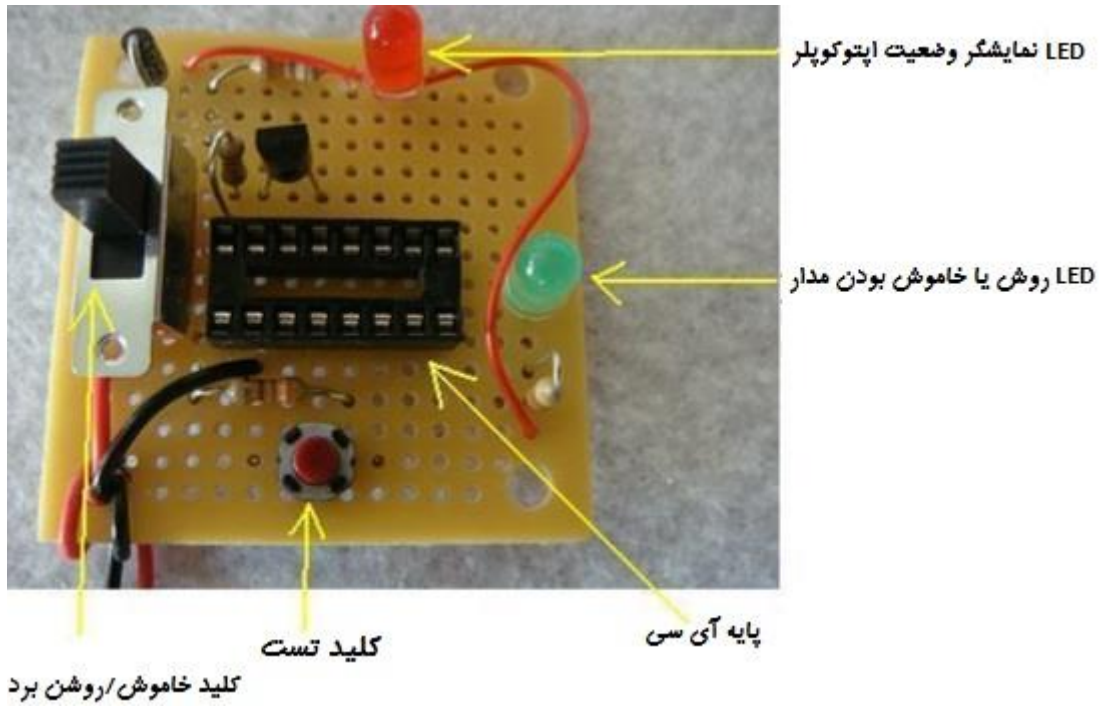 LED نمایشگر وضعیت اپتوکوپلر
LED روش یا خاموش بودن مدار
پایه آی سی
کلید تست
کلید خاموش/روشن برد